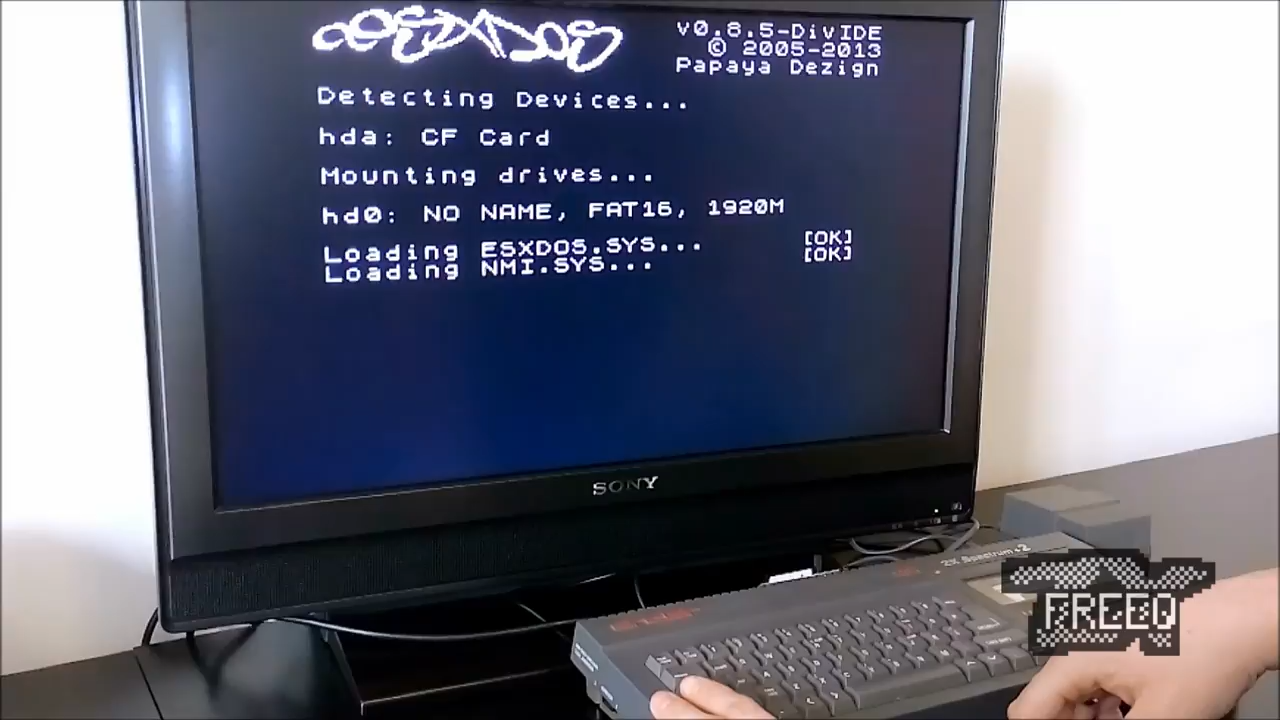 esxDOS
v0.8.5-DivIDE
© 2005-2013
Papaya Dezign
Detecting Devices...
hda: CF Card
Mounting drives...
hd0: NO NAME, FAT16, 1920M
Loading ESXDOS.SYS... [OK]
Loading NMI.SYS... [OK]
SONY
ZX Spectrum +2
FREEQ